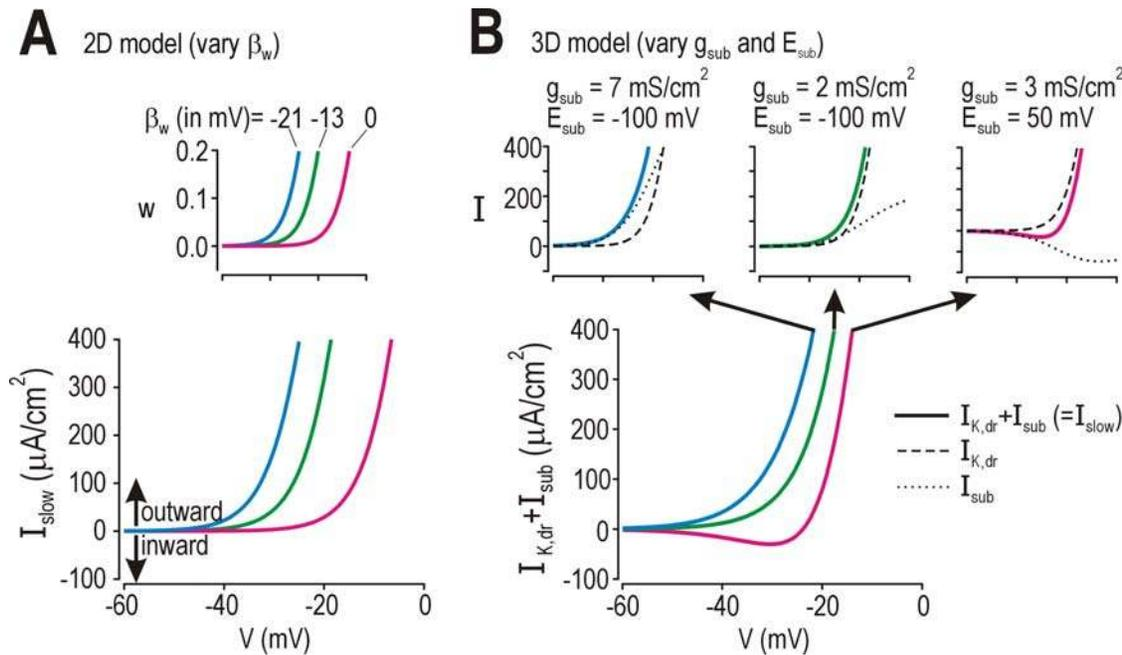 A 2D model (vary βw)
βw (in mV)= -21 -13 0
0.2
0.1
0.0
w
400
300
200
100
0
-100
Islow (μA/cm²)
outward
inward
-60 -40 -20 0
V (mV)
B 3D model (vary gsub and Esub)
gsub = 7 mS/cm² gsub = 2 mS/cm² gsub = 3 mS/cm²
Esub = -100 mV Esub = -100 mV Esub = 50 mV
400
200
0
I
400
300
200
100
0
-100
IK,dr+Isub (μA/cm²)
IK,dr+Isub (=Islow)
IK,dr
Isub
-60 -40 -20 0
V (mV)